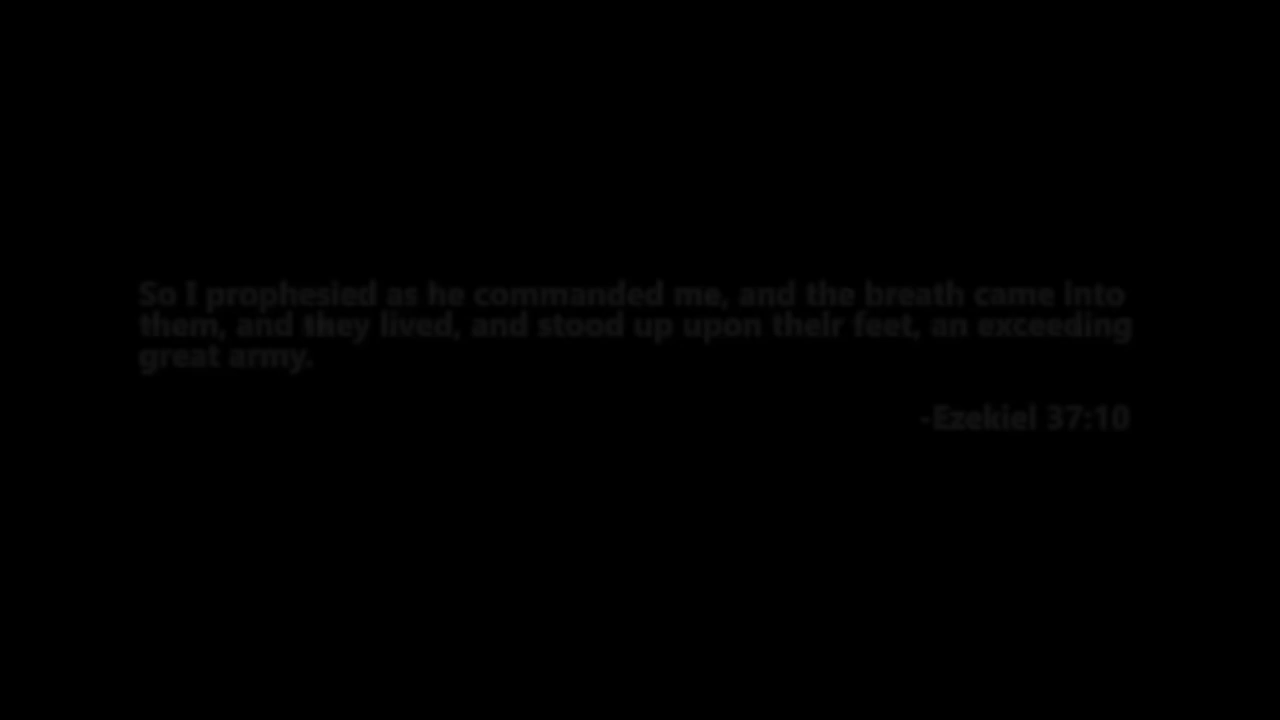 So I prophesied as he commanded me, and the breath came into
them, and they lived, and stood up upon their feet, an exceeding
great army.
-Ezekiel 37:10